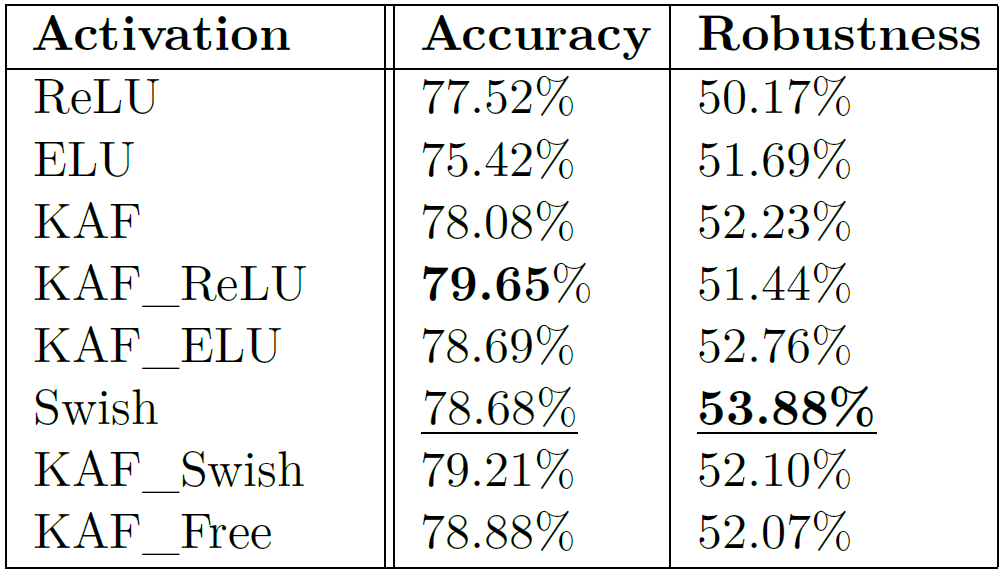 Activation Accuracy Robustness
ReLU 77.52% 50.17%
ELU 75.42% 51.69%
KAF 78.08% 52.23%
KAF_ReLU 79.65% 51.44%
KAF_ELU 78.69% 52.76%
Swish 78.68% 53.88%
KAF_Swish 79.21% 52.10%
KAF_Free 78.88% 52.07%